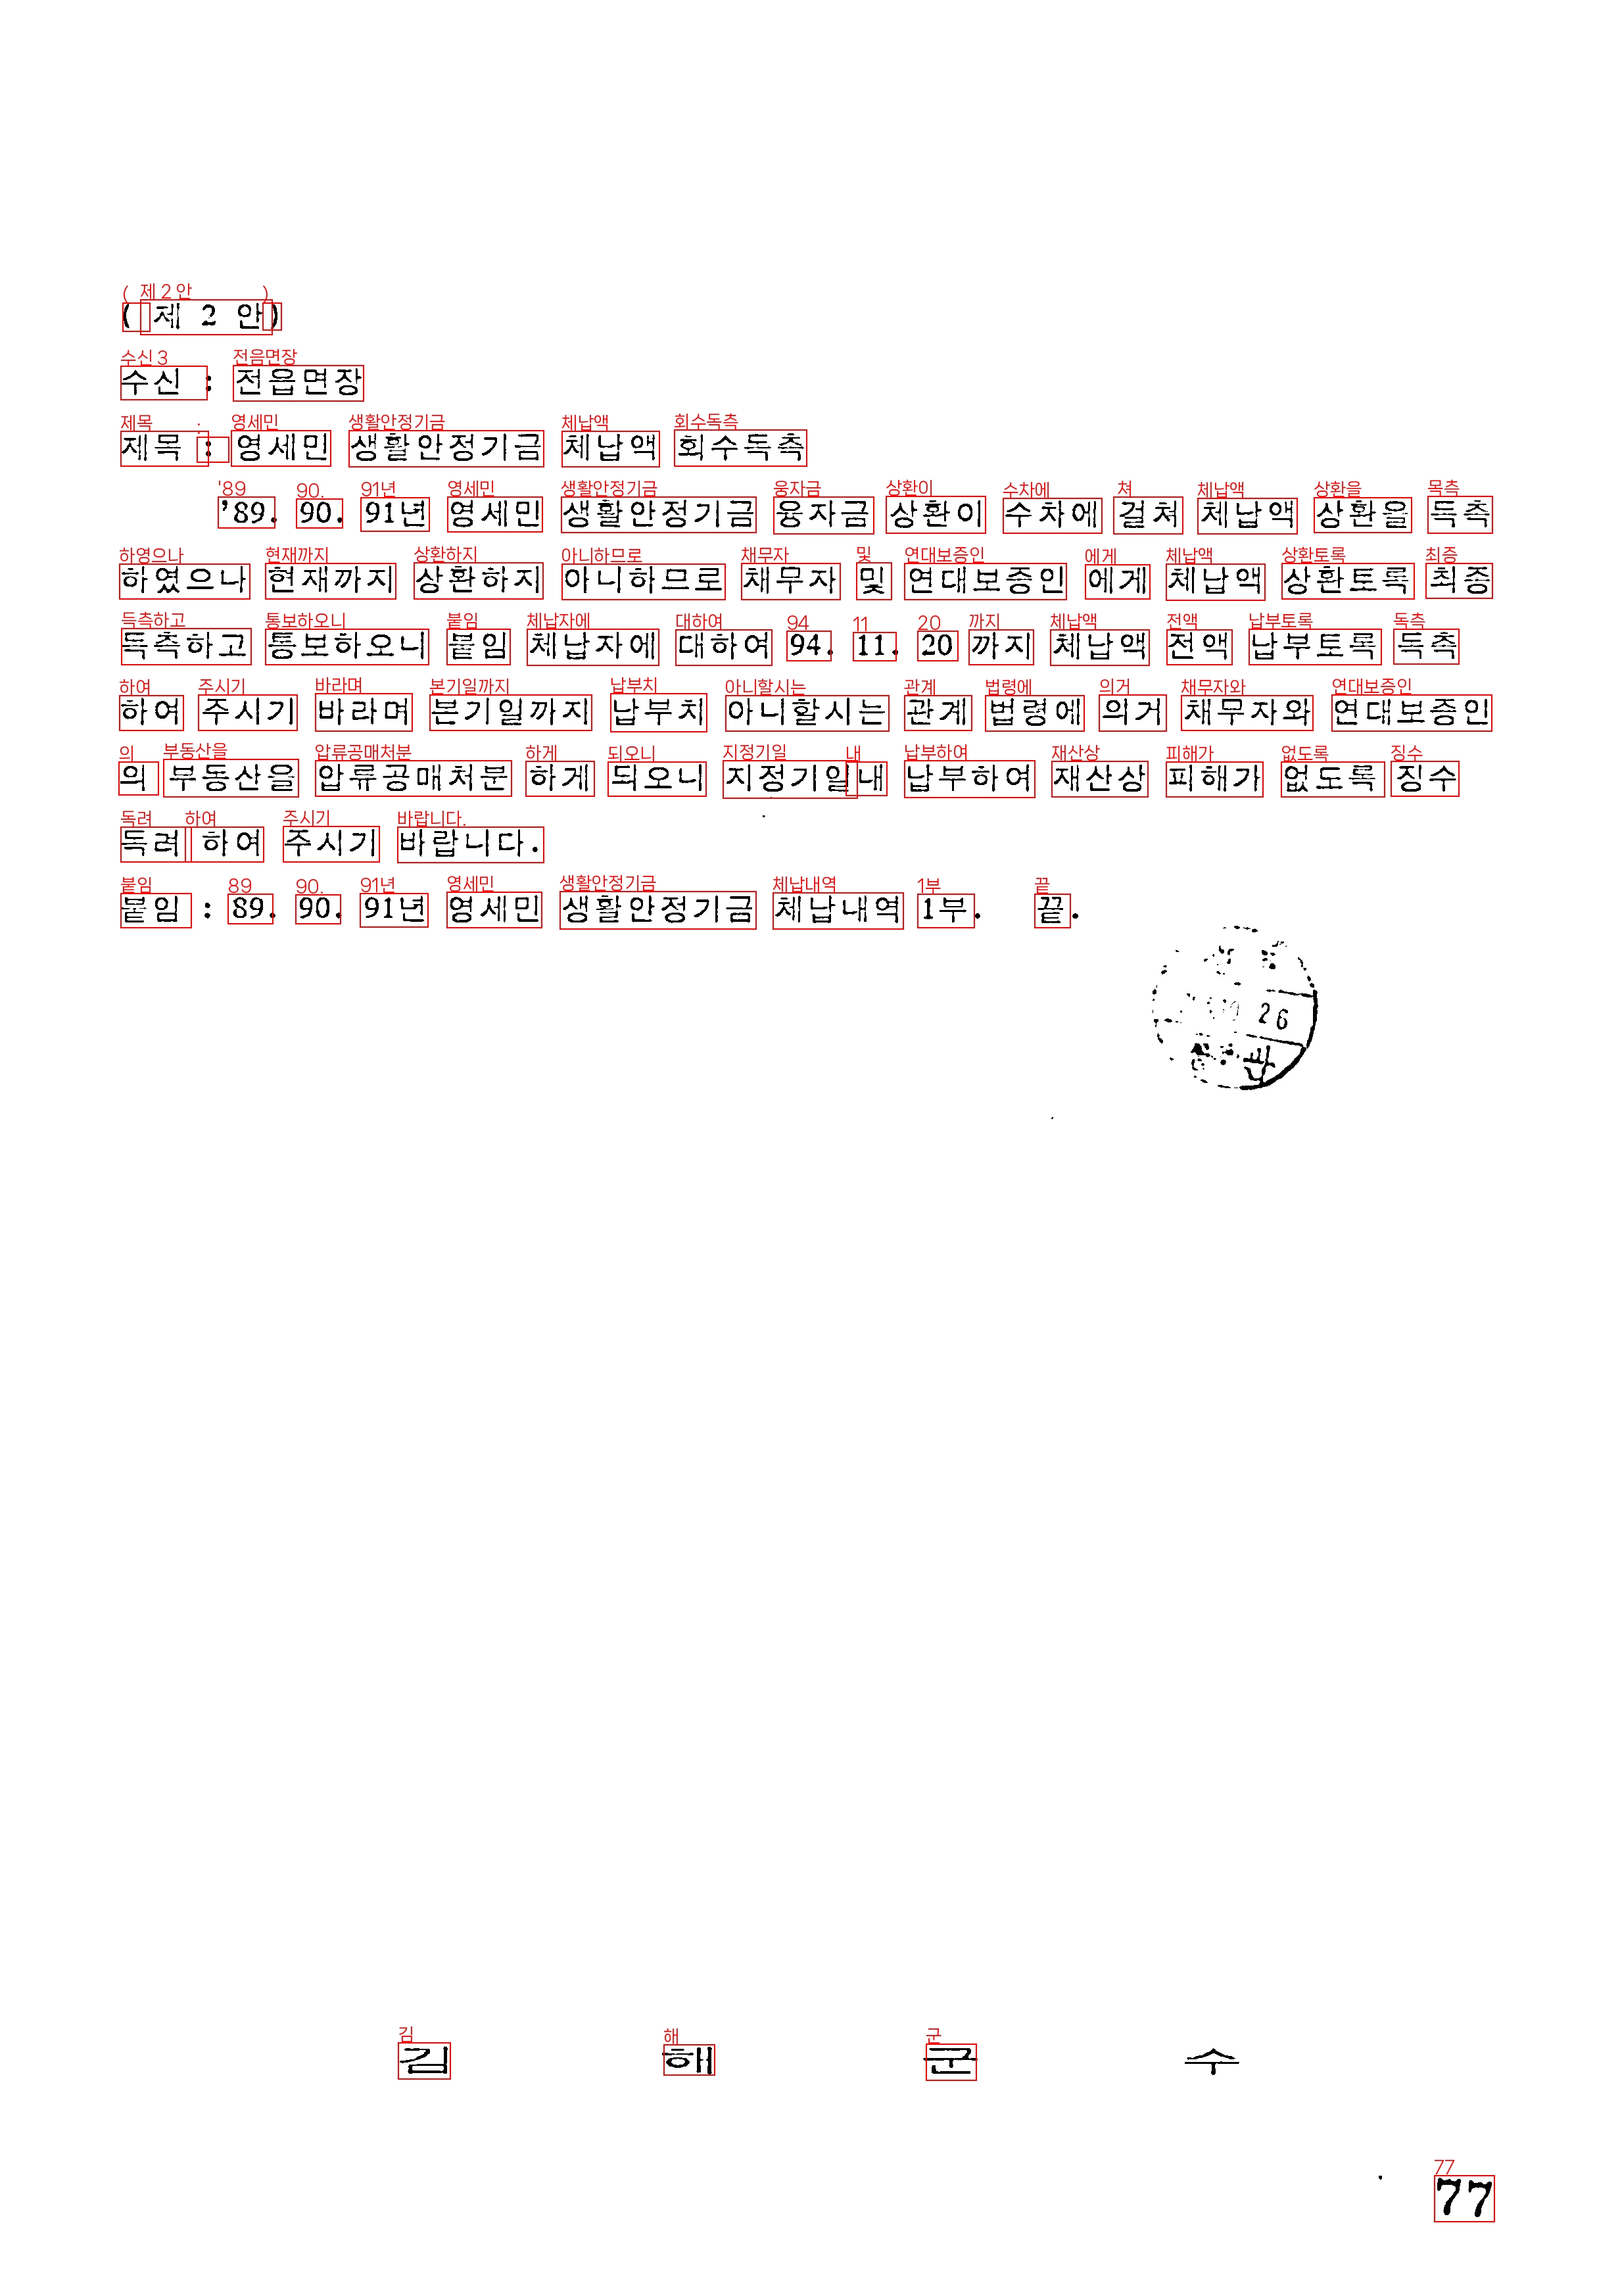 ( 제 2 안)
수신 : 전읍면장
제목 : 영세민 생활안정기금 체납액 회수독촉
'89. 90. 91년 영세민 생활안정기금 융자금 상환이 수차에 걸쳐 체납액 상환을 독촉
하였으나 현재까지 상환하지 아니하므로 채무자 및 연대보증인 에게 체납액 상환토록 최종
독촉하고 통보하오니 붙임 체납자에 대하여 94. 11. 20 까지 체납액 전액 납부토록 독촉
하여 주시기 바라며 본기일까지 납부치 아니할시는 관계 법령에 의거 채무자와 연대보증인
의 부동산을 압류공매처분 하게 되오니 지정기일내 납부하여 재산상 피해가 없도록 징수
독려 하여 주시기 바랍니다.
붙임 : 89. 90. 91년 영세민 생활안정기금 체납내역 1부. 끝.
26
김 해 군 수
77